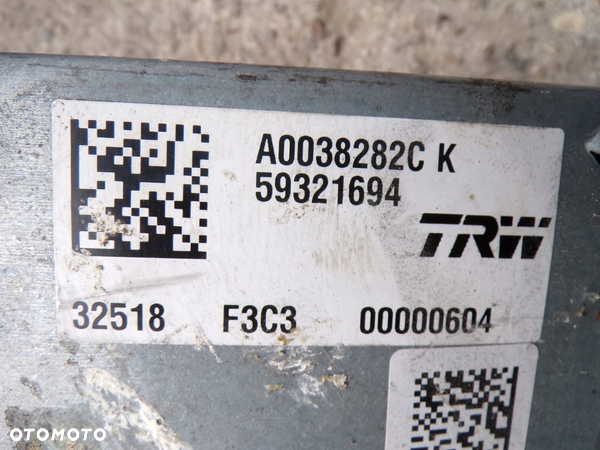 A0038282C K
59321694
TRW
32518 F3C3 00000604
OTOMOTO